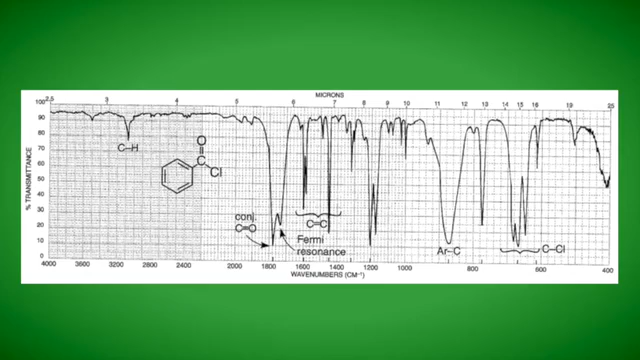 MICRONS
2.5 3 4 5 6 7 8 9 10 11 12 13 14 15 16 19 25
100
90
80
70
60
50
40
30
20
10
0
% TRANSMITTANCE
C–H
O
Cl
conj.
C=O
Fermi
resonance
C=C
Ar–C
C–Cl
4000 3600 3200 2800 2400 2000 1800 1600 1400 1200 1000 800 600 400
WAVENUMBERS (CM⁻¹)